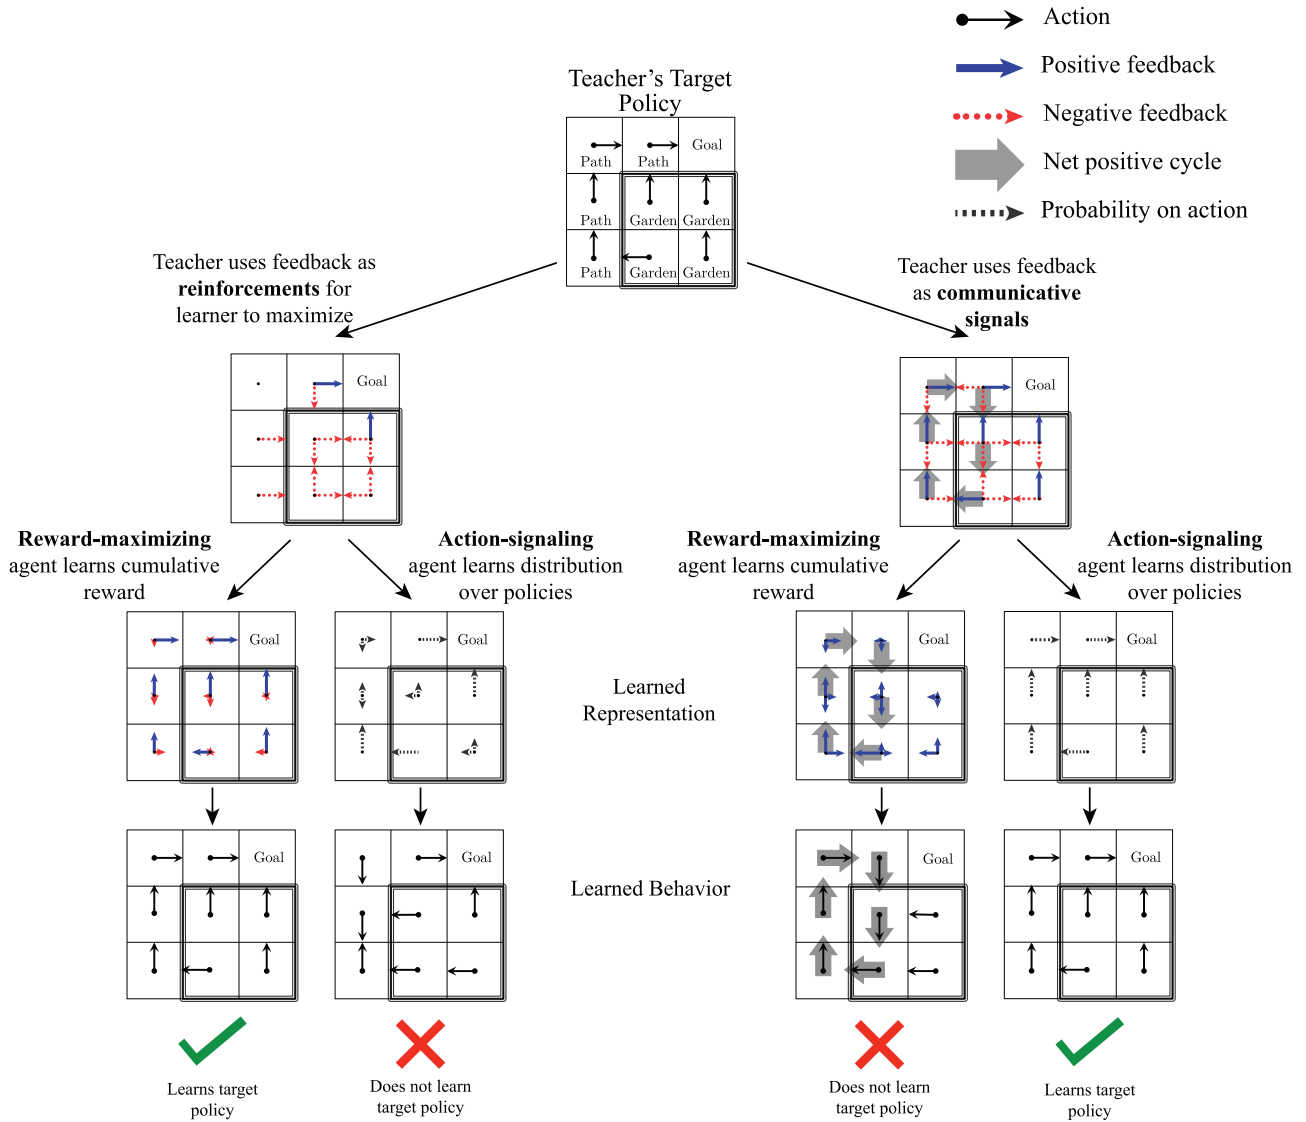 Action
Positive feedback
Negative feedback
Net positive cycle
Probability on action
Teacher’s Target
Policy
Goal
Path
Path
Path
Garden
Garden
Path
Garden
Garden
Teacher uses feedback as
reinforcements for
learner to maximize
Teacher uses feedback
as communicative
signals
Goal
Goal
Reward-maximizing
agent learns cumulative
reward
Action-signaling
agent learns distribution
over policies
Reward-maximizing
agent learns cumulative
reward
Action-signaling
agent learns distribution
over policies
Goal
Goal
Learned
Representation
Goal
Goal
Goal
Goal
Learned Behavior
Goal
Goal
Learns target
policy
Does not learn
target policy
Does not learn
target policy
Learns target
policy